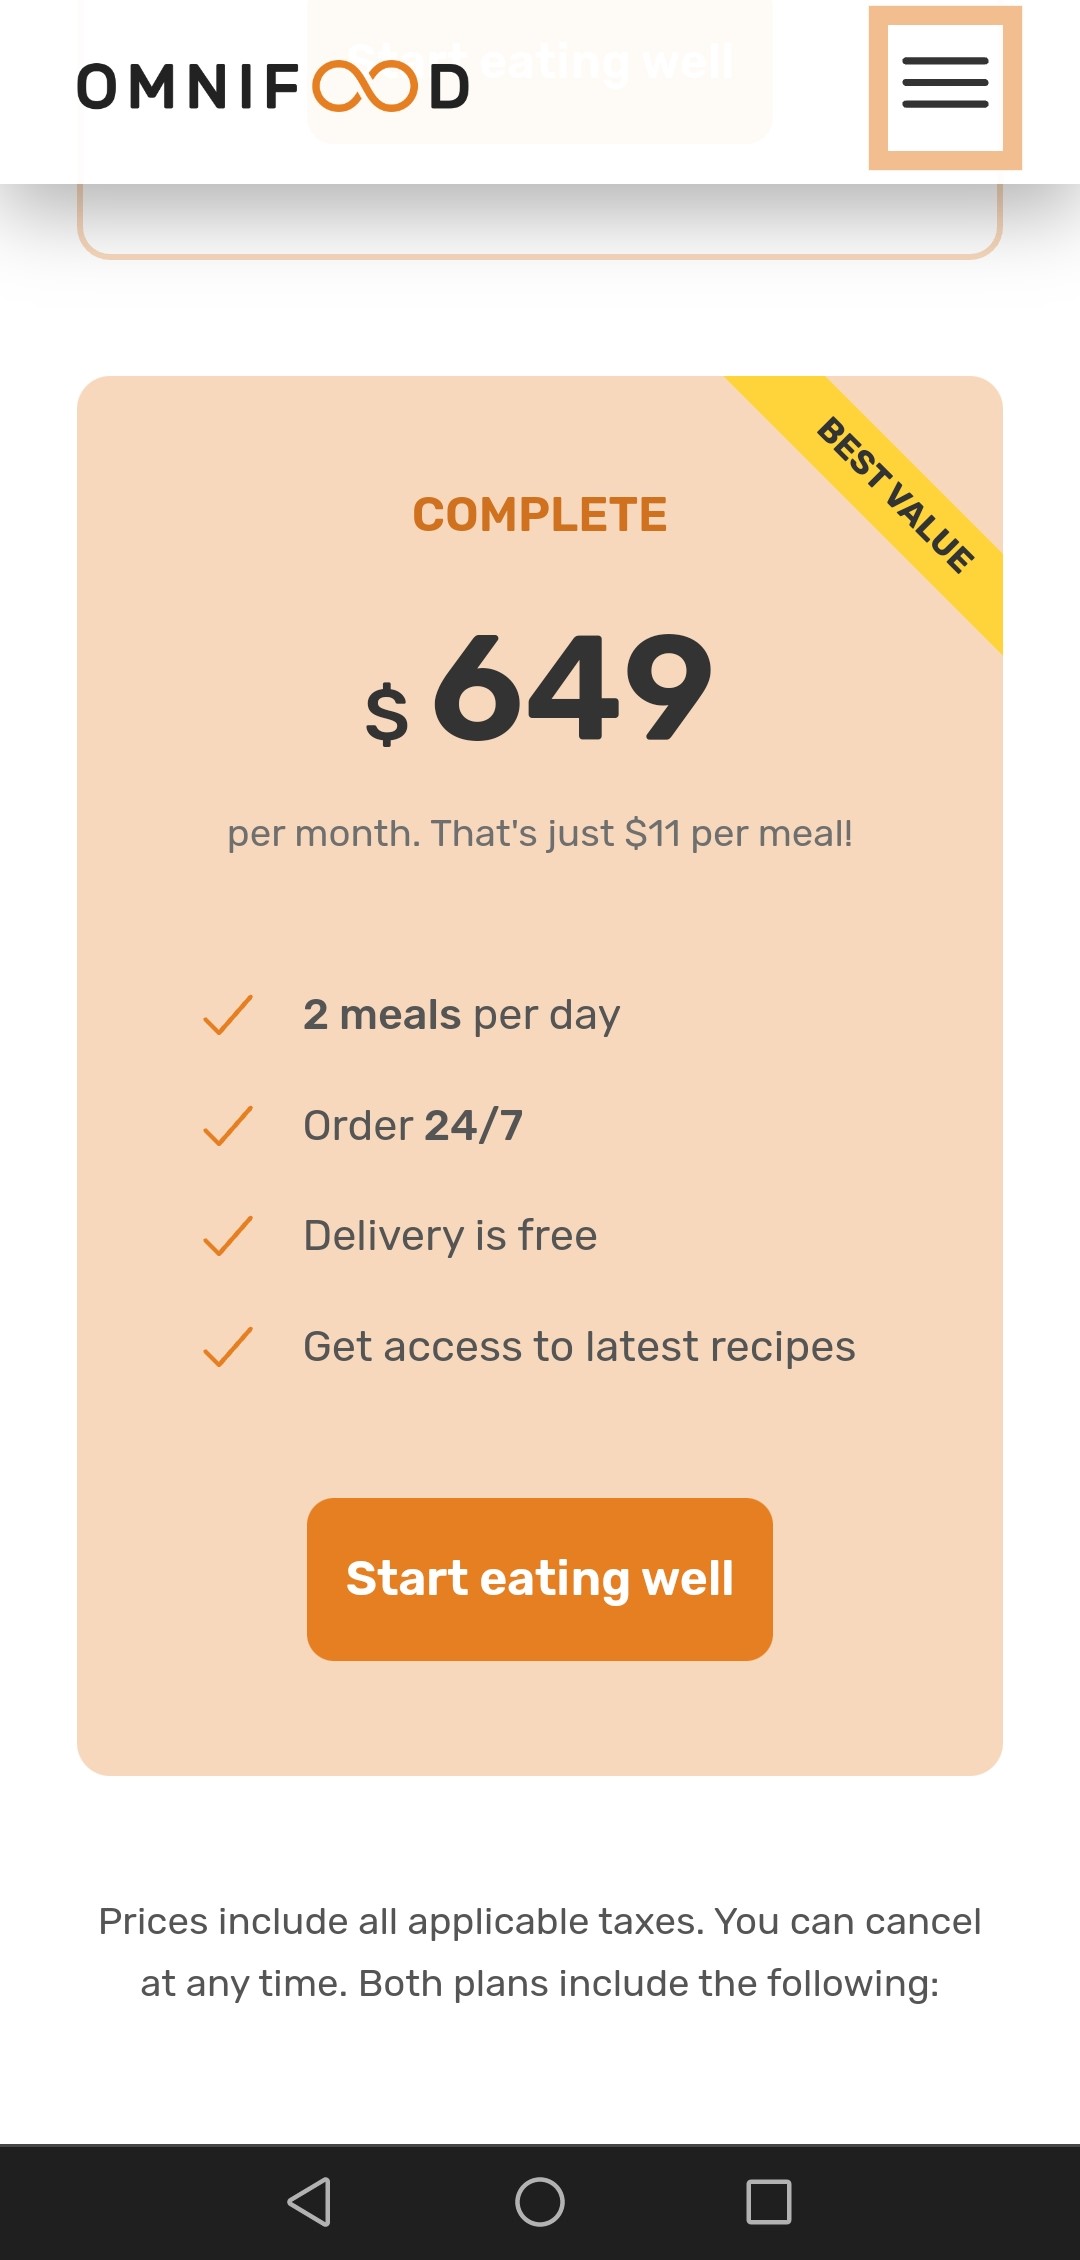 Start eating well
OMNIFOOD
BEST VALUE
COMPLETE
$ 649
per month. That's just $11 per meal!
2 meals per day
Order 24/7
Delivery is free
Get access to latest recipes
Start eating well
Prices include all applicable taxes. You can cancel
at any time. Both plans include the following: